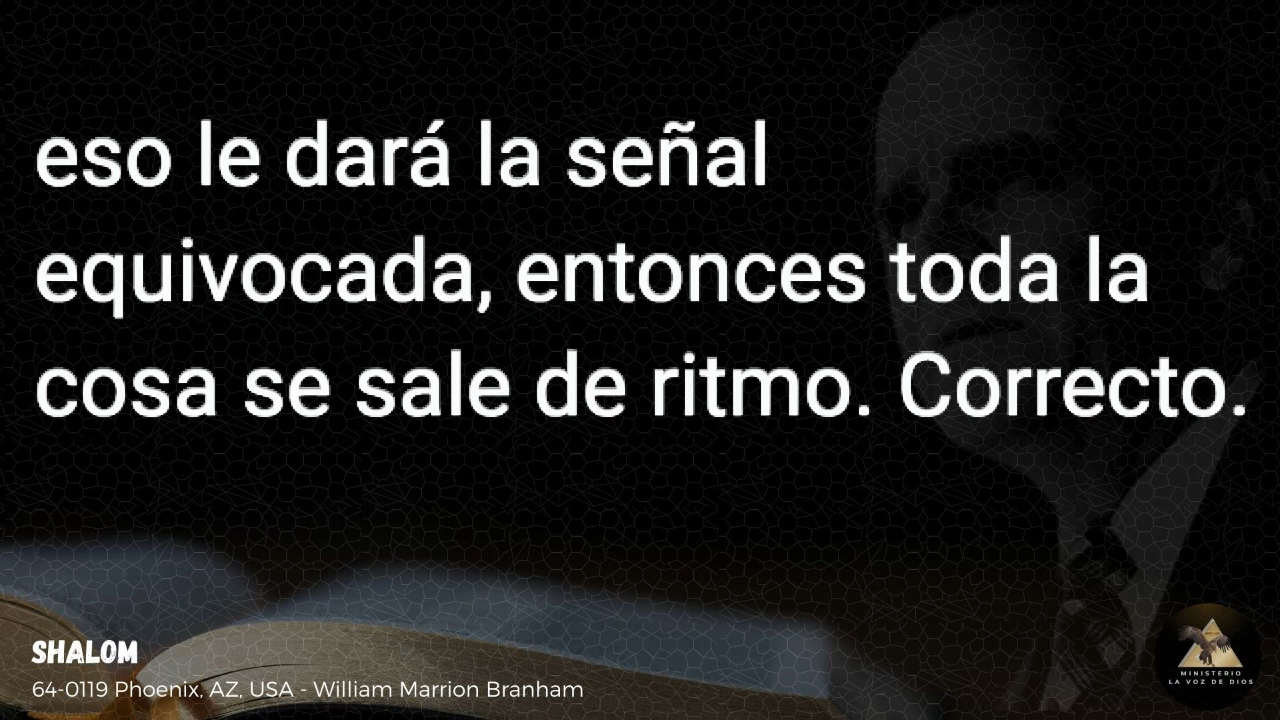 eso le dará la señal
equivocada, entonces toda la
cosa se sale de ritmo. Correcto.
SHALOM
64-0119 Phoenix, AZ, USA - William Marrion Branham
MINISTERIO
LA VOZ DE DIOS